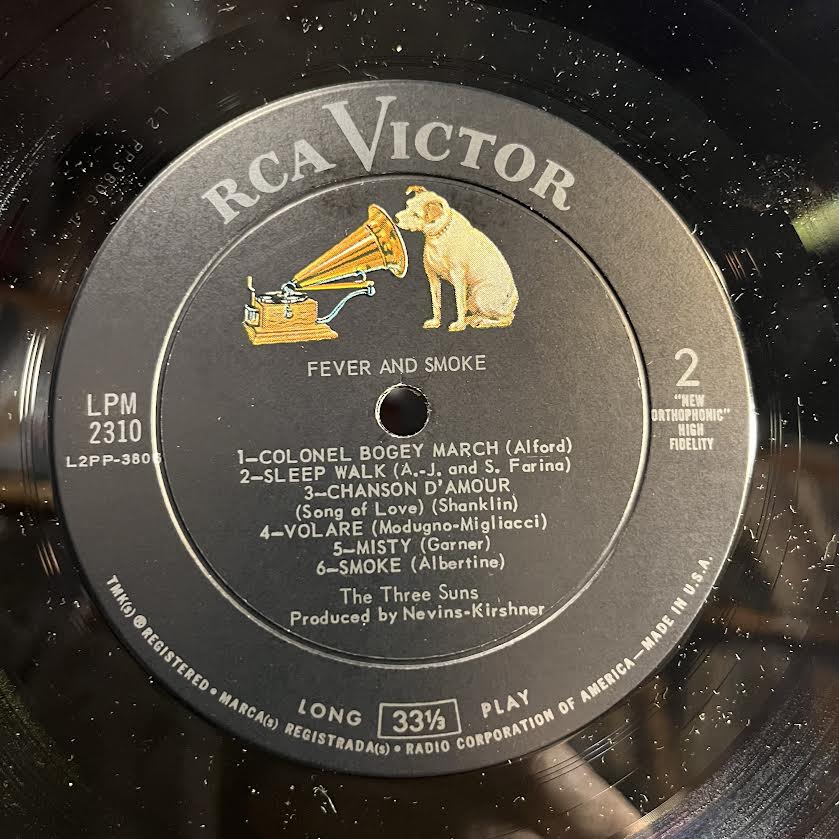 RCA VICTOR
FEVER AND SMOKE
LPM
2310
L2PP-3806
2
"NEW
ORTHOPHONIC"
HIGH
FIDELITY
1—COLONEL BOGEY MARCH (Alford)
2—SLEEP WALK (A.-J. and S. Farina)
3—CHANSON D'AMOUR
(Song of Love) (Shanklin)
4—VOLARE (Modugno-Migliacci)
5—MISTY (Garner)
6—SMOKE (Albertine)
The Three Suns
Produced by Nevins-Kirshner
LONG 33⅓ PLAY
TMK(s) ® REGISTERED • MARCA(s) REGISTRADA(s) • RADIO CORPORATION OF AMERICA—MADE IN U.S.A.